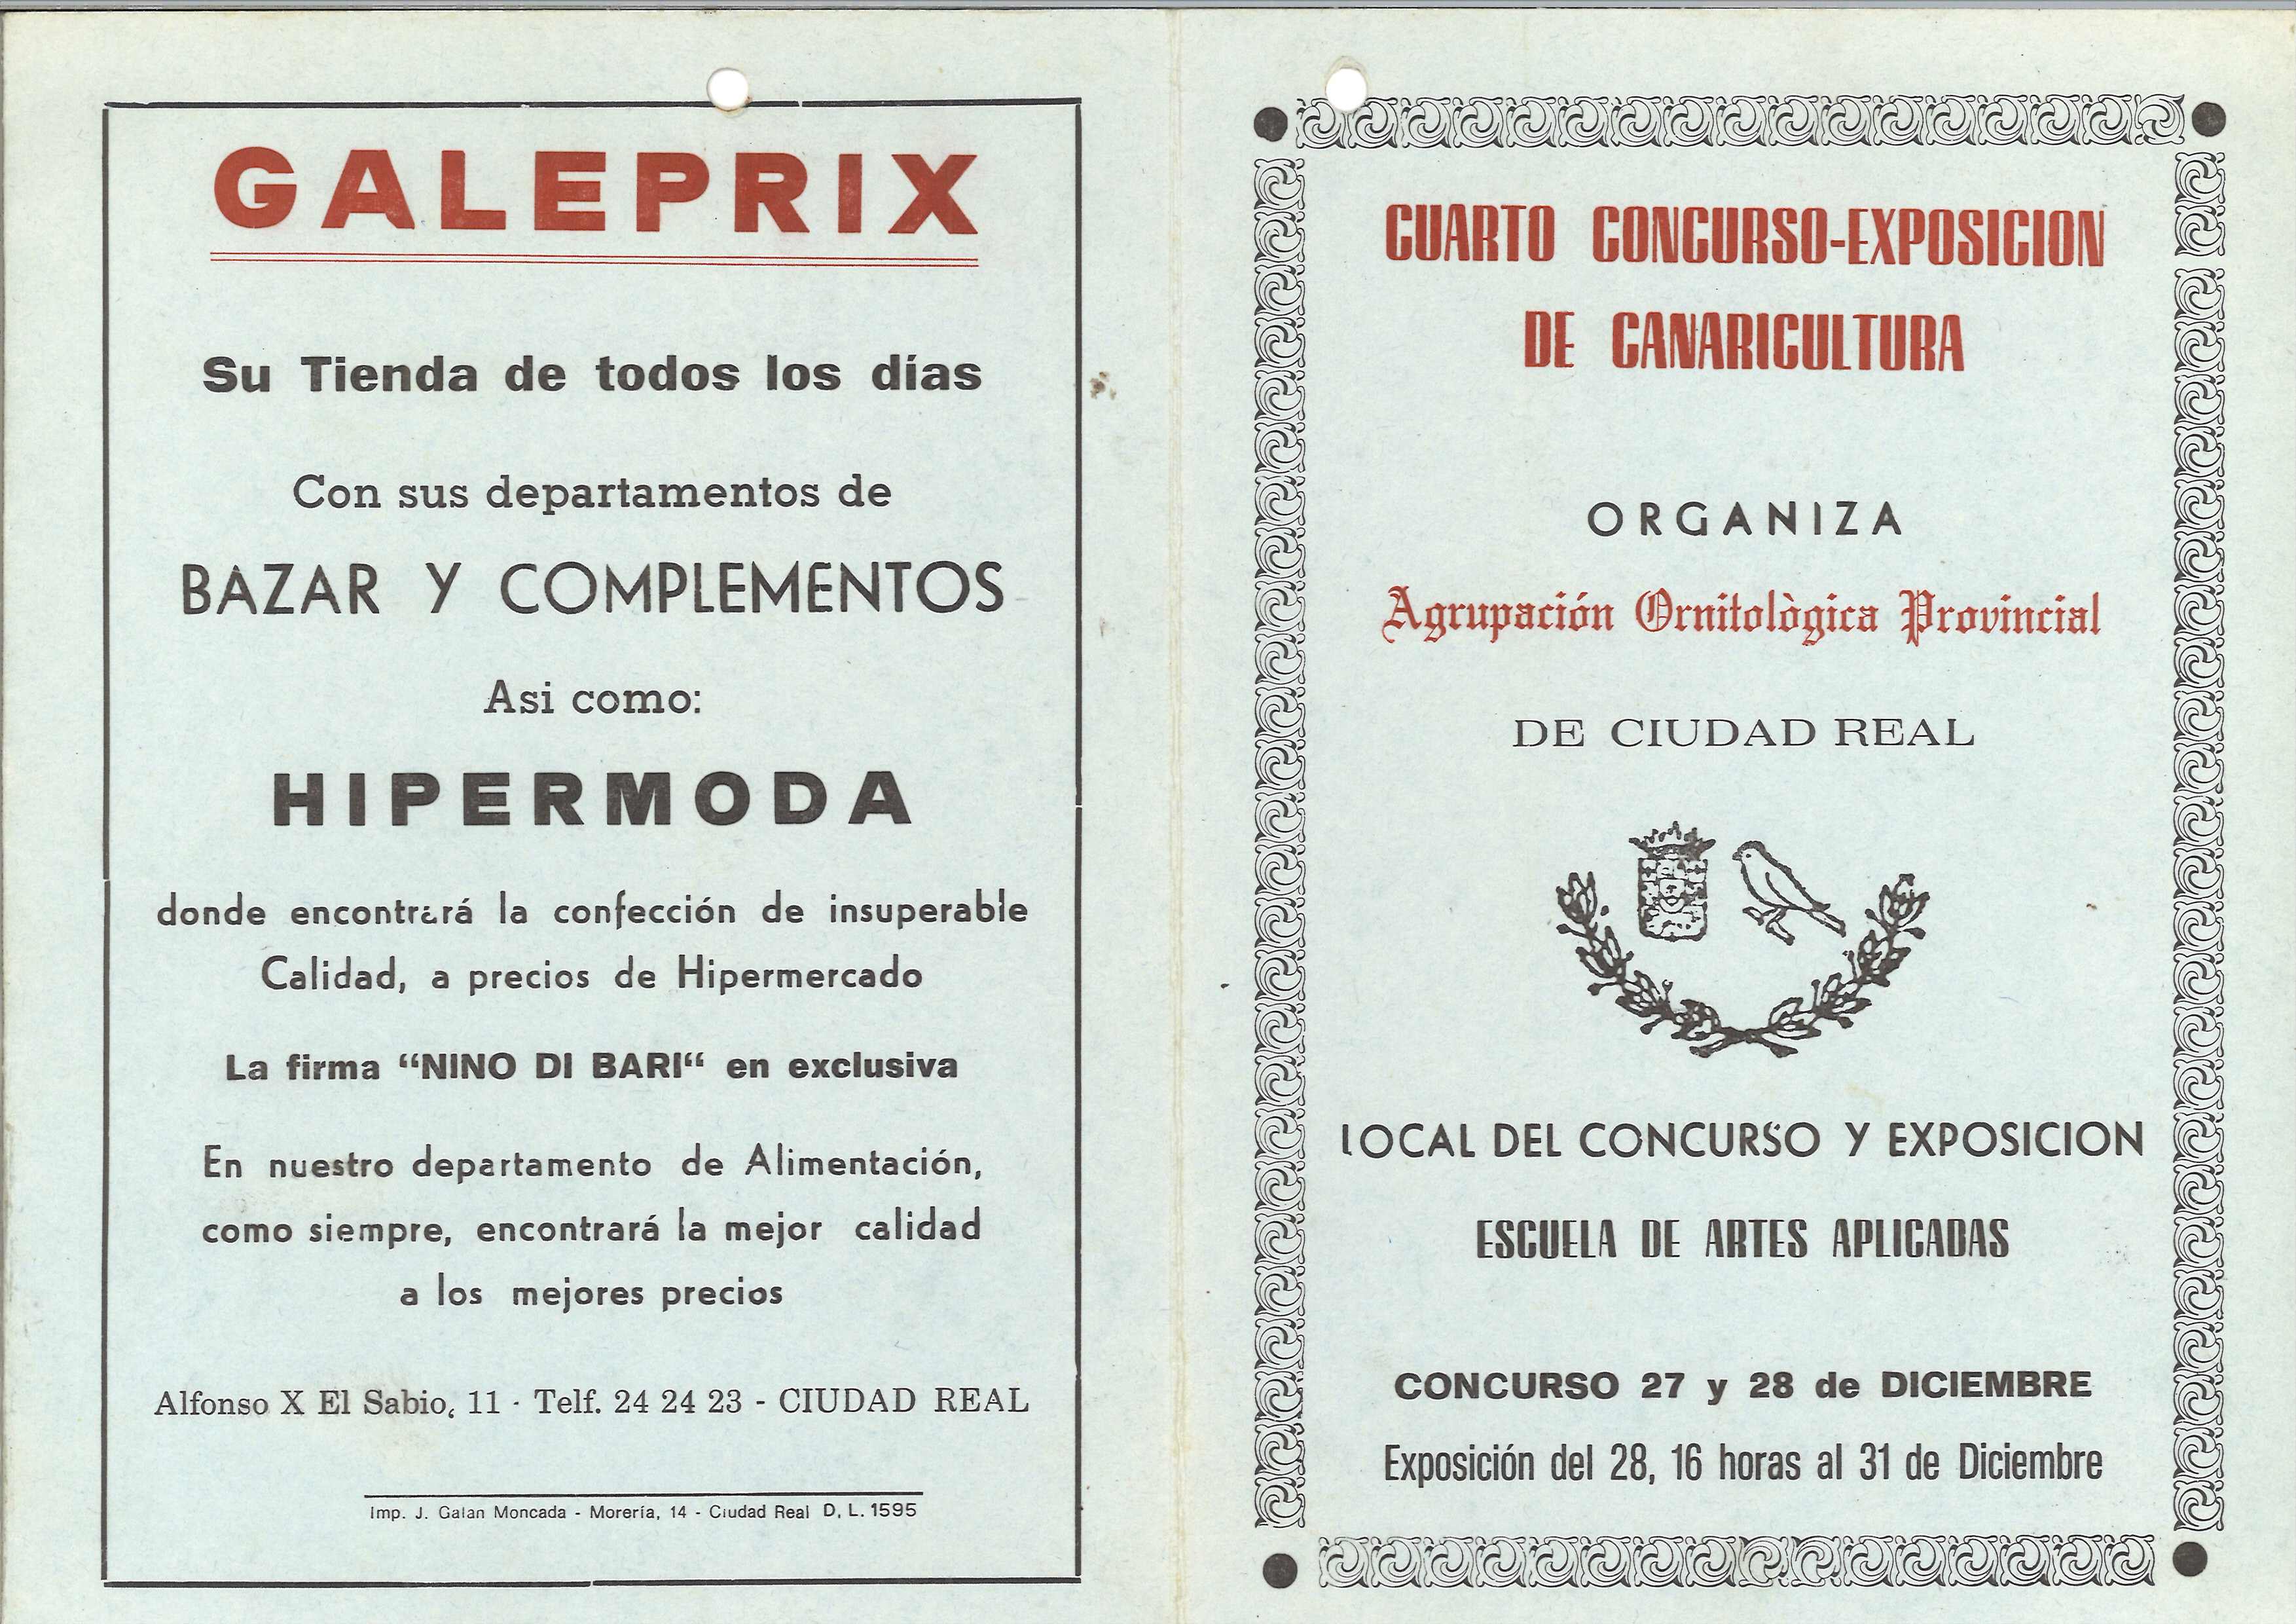 GALEPRIX
Su Tienda de todos los días
Con sus departamentos de
BAZAR Y COMPLEMENTOS
Asi como:
HIPERMODA
donde encontrará la confección de insuperable
Calidad, a precios de Hipermercado
La firma “NINO DI BARI“ en exclusiva
En nuestro departamento de Alimentación,
como siempre, encontrará la mejor calidad
a los mejores precios
Alfonso X El Sabio, 11 · Telf. 24 24 23 - CIUDAD REAL
Imp. J. Galan Moncada - Morería, 14 - Ciudad Real D, L. 1595
CUARTO CONCURSO-EXPOSICION
DE CANARICULTURA
ORGANIZA
Agrupación Ornitològica Provincial
DE CIUDAD REAL
LOCAL DEL CONCURSO Y EXPOSICION
ESCUELA DE ARTES APLICADAS
CONCURSO 27 y 28 de DICIEMBRE
Exposición del 28, 16 horas al 31 de Diciembre